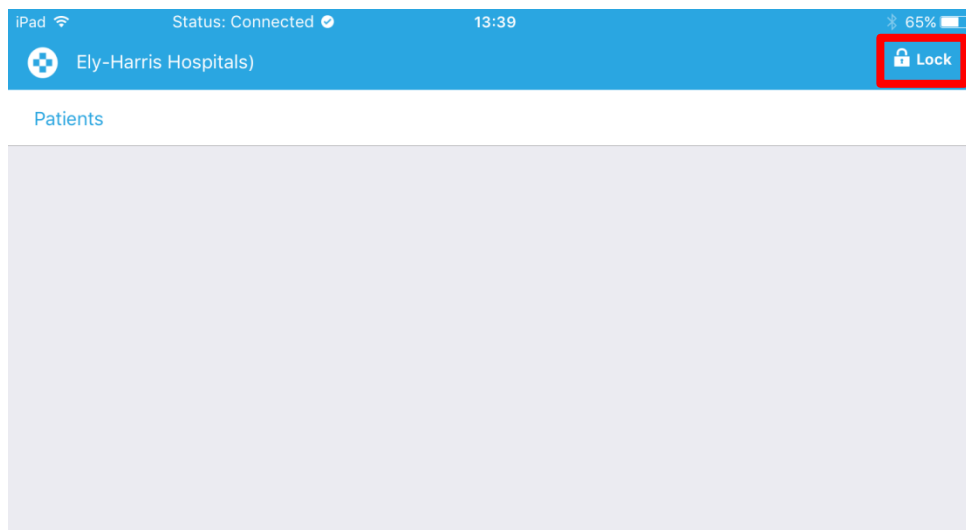 iPad Status: Connected 13:39 65%
Ely-Harris Hospitals) Lock
Patients